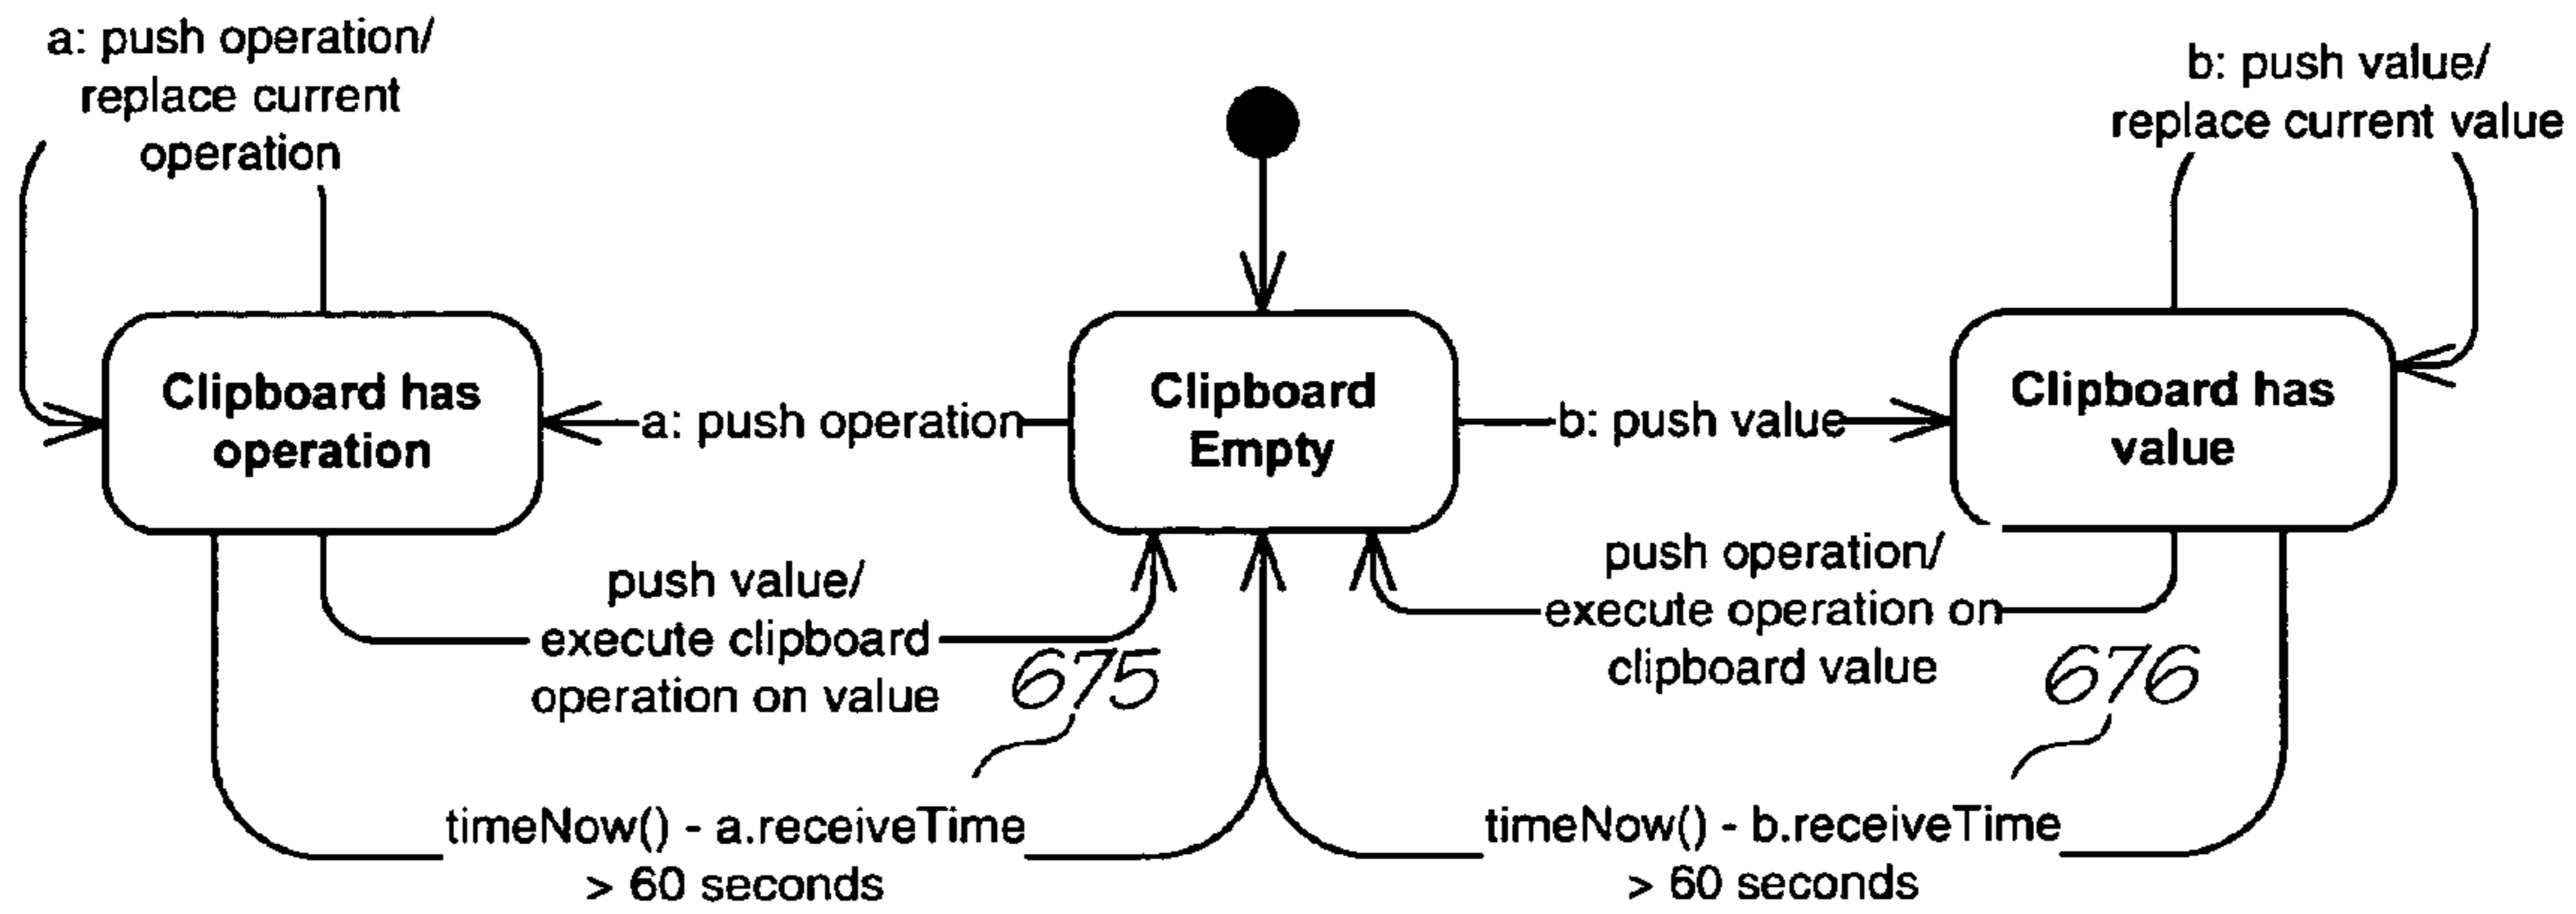 a: push operation/
replace current
operation
b: push value/
replace current value
Clipboard has
operation
a: push operation
Clipboard
Empty
b: push value
Clipboard has
value
push value/
execute clipboard
operation on value
675
push operation/
execute operation on
clipboard value
676
timeNow() - a.receiveTime
> 60 seconds
timeNow() - b.receiveTime
> 60 seconds